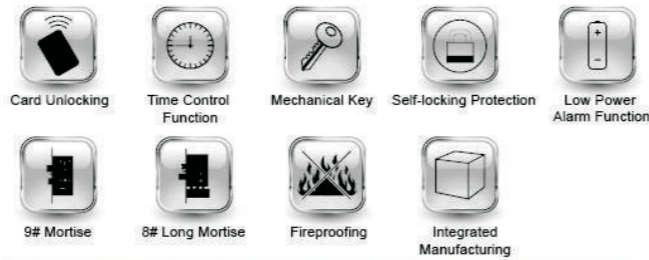 Card Unlocking
Time Control
Function
Mechanical Key
Self-locking Protection
Low Power
Alarm Function
9# Mortise
8# Long Mortise
Fireproofing
Integrated
Manufacturing